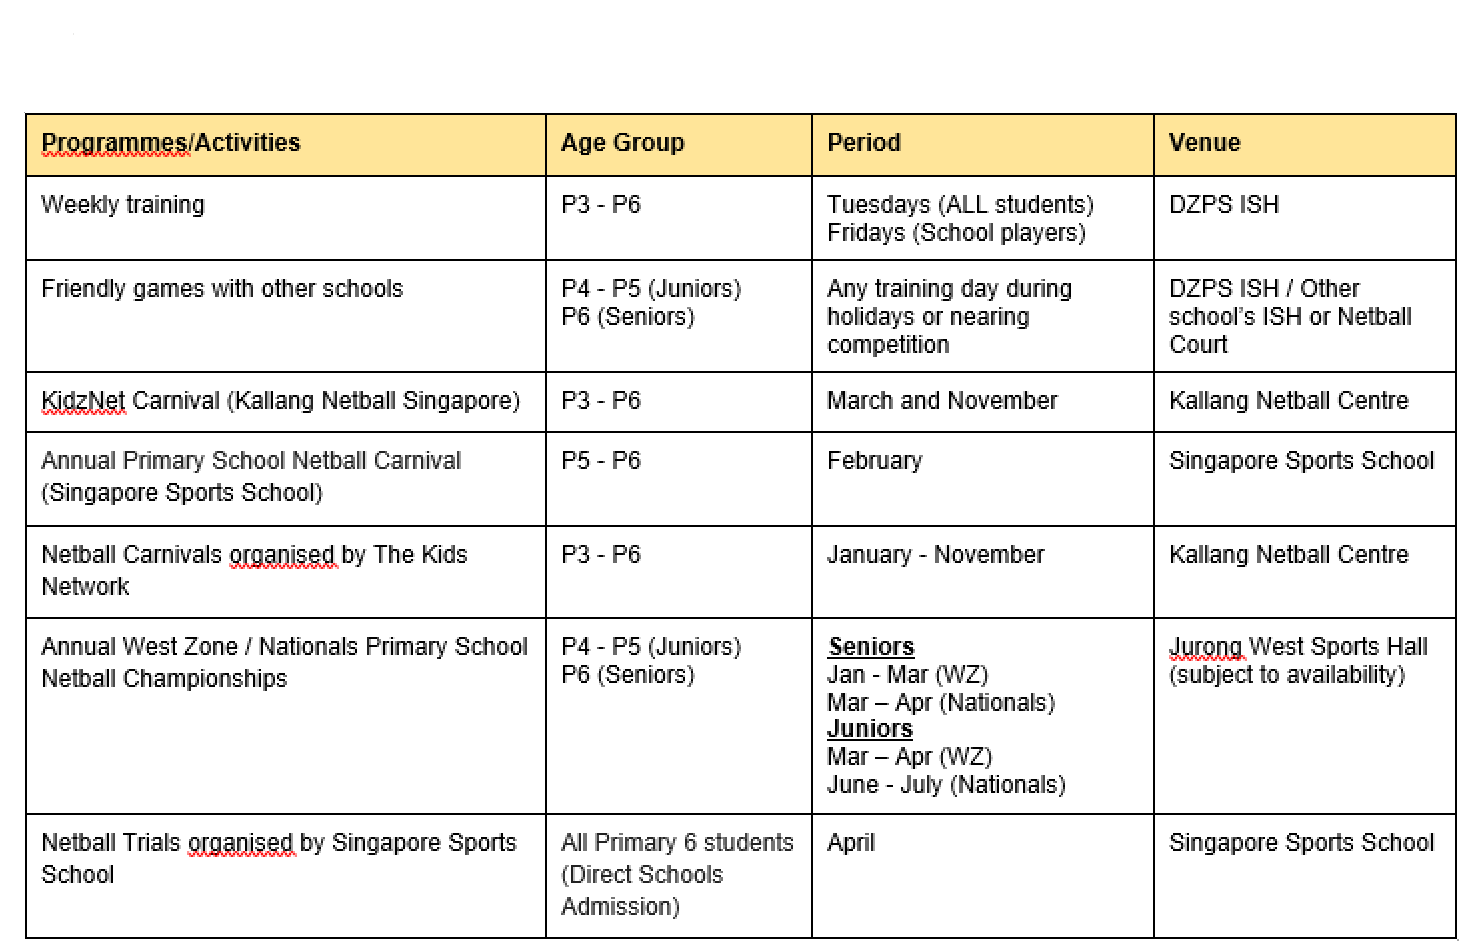 Programmes/Activities
Age Group
Period
Venue
Weekly training
P3 - P6
Tuesdays (ALL students)
Fridays (School players)
DZPS ISH
Friendly games with other schools
P4 - P5 (Juniors)
P6 (Seniors)
Any training day during
holidays or nearing
competition
DZPS ISH / Other
school's ISH or Netball
Court
KidzNet Carnival (Kallang Netball Singapore)
P3 - P6
March and November
Kallang Netball Centre
Annual Primary School Netball Carnival
(Singapore Sports School)
P5 - P6
February
Singapore Sports School
Netball Carnivals organised by The Kids
Network
P3 - P6
January - November
Kallang Netball Centre
Annual West Zone / Nationals Primary School
Netball Championships
P4 - P5 (Juniors)
P6 (Seniors)
Seniors
Jan - Mar (WZ)
Mar – Apr (Nationals)
Juniors
Mar – Apr (WZ)
June - July (Nationals)
Jurong West Sports Hall
(subject to availability)
Netball Trials organised by Singapore Sports
School
All Primary 6 students
(Direct Schools
Admission)
April
Singapore Sports School